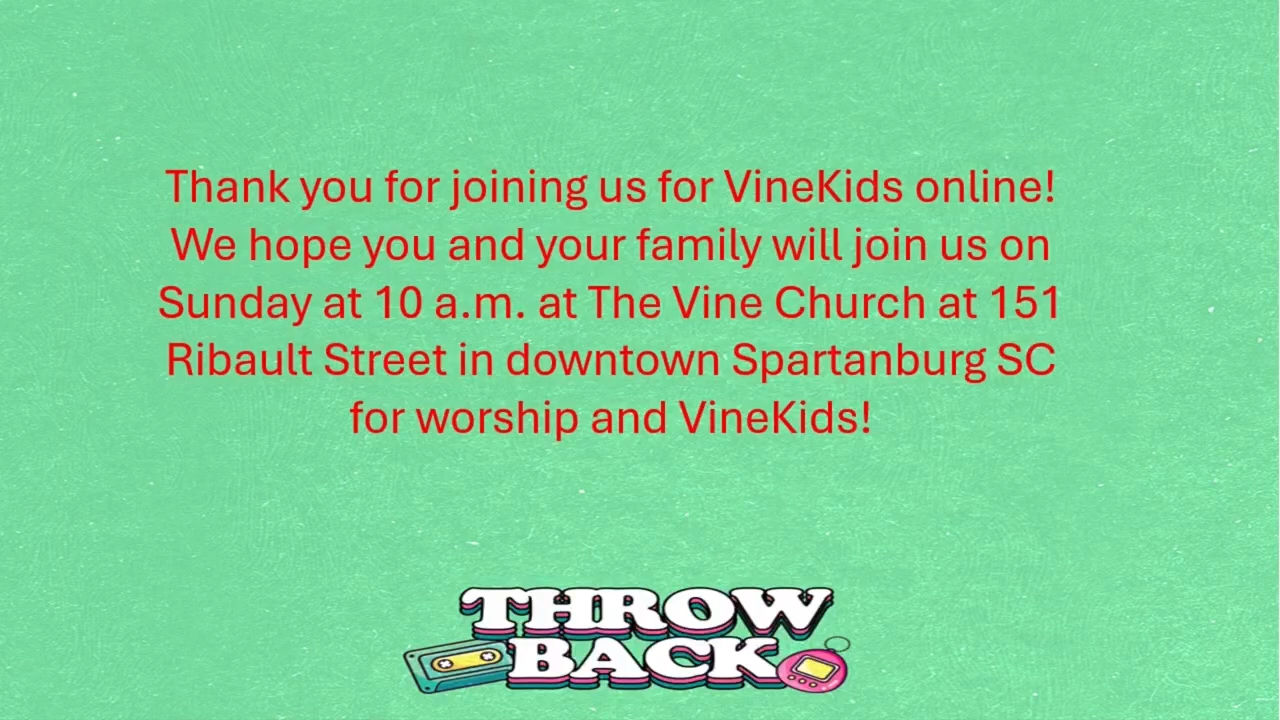 Thank you for joining us for VineKids online!
We hope you and your family will join us on
Sunday at 10 a.m. at The Vine Church at 151
Ribault Street in downtown Spartanburg SC
for worship and VineKids!
THROW
BACK